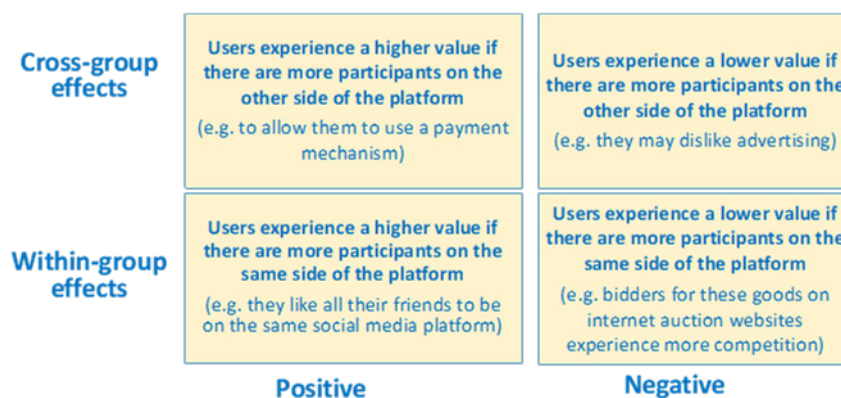 Cross-group
effects
Users experience a higher value if
there are more participants on the
other side of the platform
(e.g. to allow them to use a payment
mechanism)
Users experience a lower value if
there are more participants on the
other side of the platform
(e.g. they may dislike advertising)
Within-group
effects
Users experience a higher value if
there are more participants on the
same side of the platform
(e.g. they like all their friends to be
on the same social media platform)
Users experience a lower value if
there are more participants on the
same side of the platform
(e.g. bidders for these goods on
internet auction websites
experience more competition)
Positive
Negative